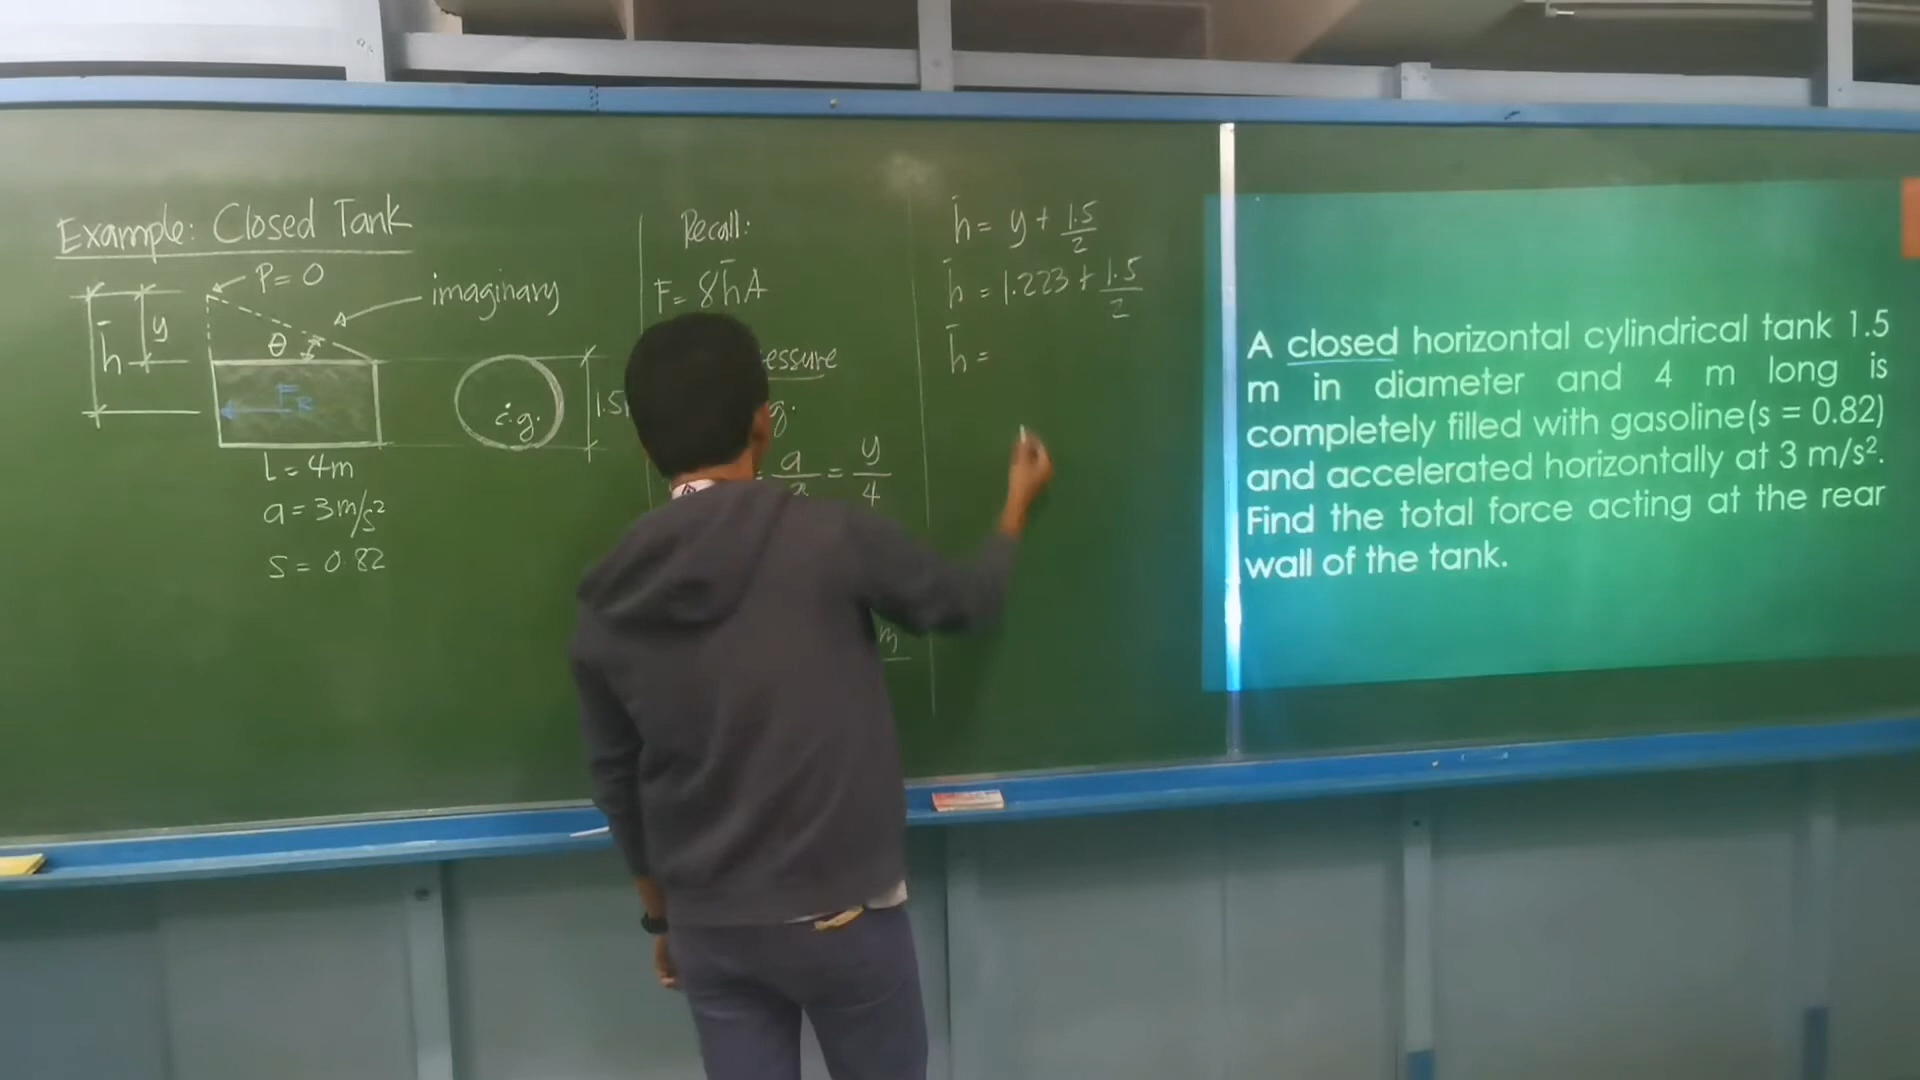 Example: Closed Tank
P = 0
imaginary
y
h̄
θ
F_R
c.g.
1.5
L = 4m
a = 3 m/s²
s = 0.82
Recall:
F = γh̄A
essure
g.
= a = y/4
m
h̄ = y + 1.5/2
h̄ = 1.223 + 1.5/2
h̄ =
A closed horizontal cylindrical tank 1.5
m in diameter and 4 m long is
completely filled with gasoline(s = 0.82)
and accelerated horizontally at 3 m/s².
Find the total force acting at the rear
wall of the tank.